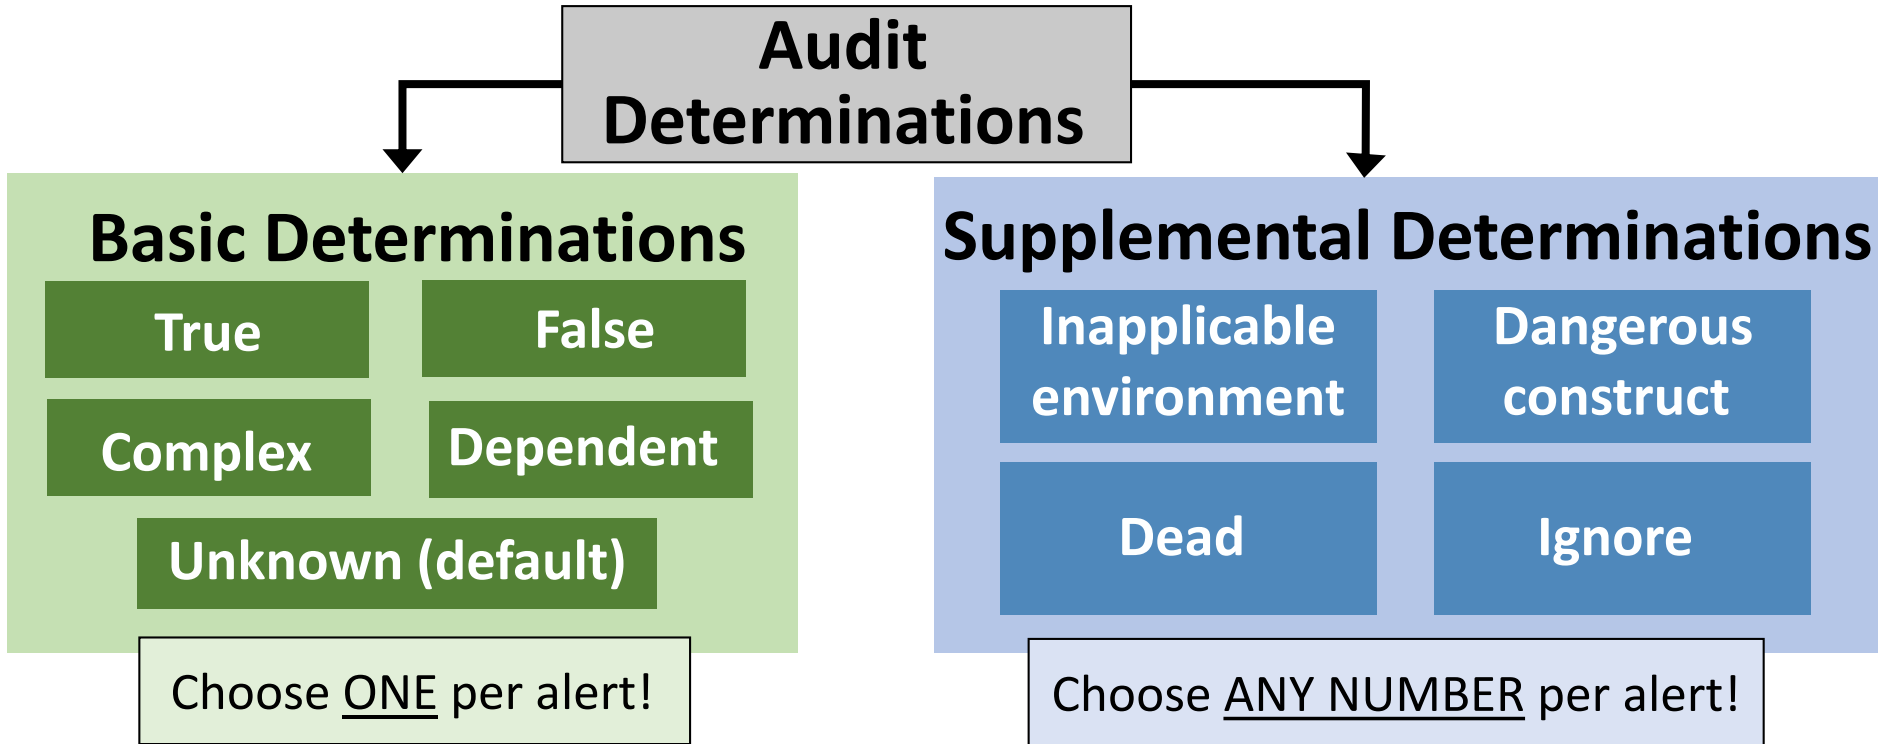 Audit
Determinations
Basic Determinations
True
False
Complex
Dependent
Unknown (default)
Choose ONE per alert!
Supplemental Determinations
Inapplicable
environment
Dangerous
construct
Dead
Ignore
Choose ANY NUMBER per alert!